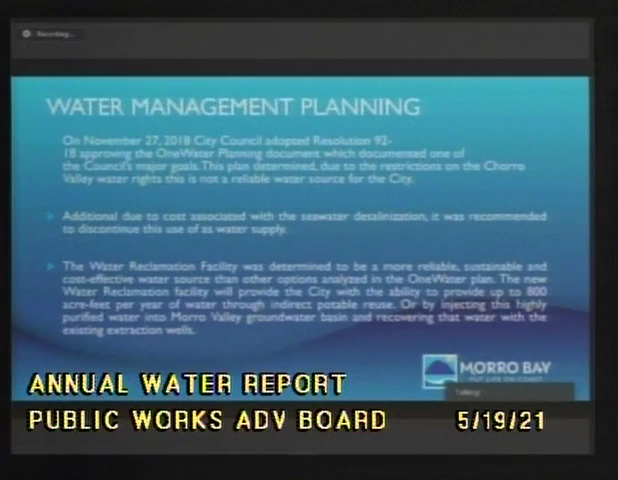 Recording...
WATER MANAGEMENT PLANNING
On November 27, 2018 City Council adopted Resolution 92-
18 approving the OneWater Planning document which documented one of
the Council's major goals. This plan determined, due to the restrictions on the Chorro
Valley water rights this is not a reliable water source for the City.
Additional due to cost associated with the seawater desalinization, it was recommended
to discontinue this use of as water supply.
The Water Reclamation Facility was determined to be a more reliable, sustainable and
cost-effective water source than other options analyzed in the OneWater plan. The new
Water Reclamation facility will provide the City with the ability to provide up to 800
acre-feet per year of water through indirect potable reuse. Or by injecting this highly
purified water into Morro Valley groundwater basin and recovering that water with the
existing extraction wells.
MORRO BAY
PUT LIFE ON COAST
Talking:
ANNUAL WATER REPORT
PUBLIC WORKS ADV BOARD 5/19/21